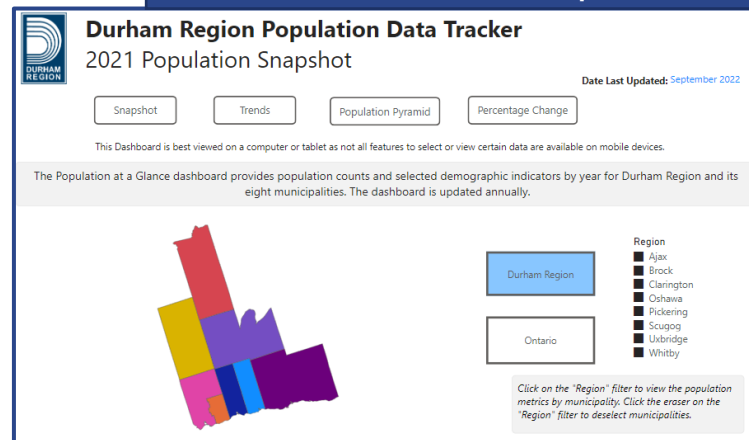 DURHAM
REGION
Durham Region Population Data Tracker
2021 Population Snapshot
Date Last Updated: September 2022
Snapshot
Trends
Population Pyramid
Percentage Change
This Dashboard is best viewed on a computer or tablet as not all features to select or view certain data are available on mobile devices.
The Population at a Glance dashboard provides population counts and selected demographic indicators by year for Durham Region and its
eight municipalities. The dashboard is updated annually.
Durham Region
Ontario
Region
Ajax
Brock
Clarington
Oshawa
Pickering
Scugog
Uxbridge
Whitby
Click on the "Region" filter to view the population
metrics by municipality. Click the eraser on the
"Region" filter to deselect municipalities.